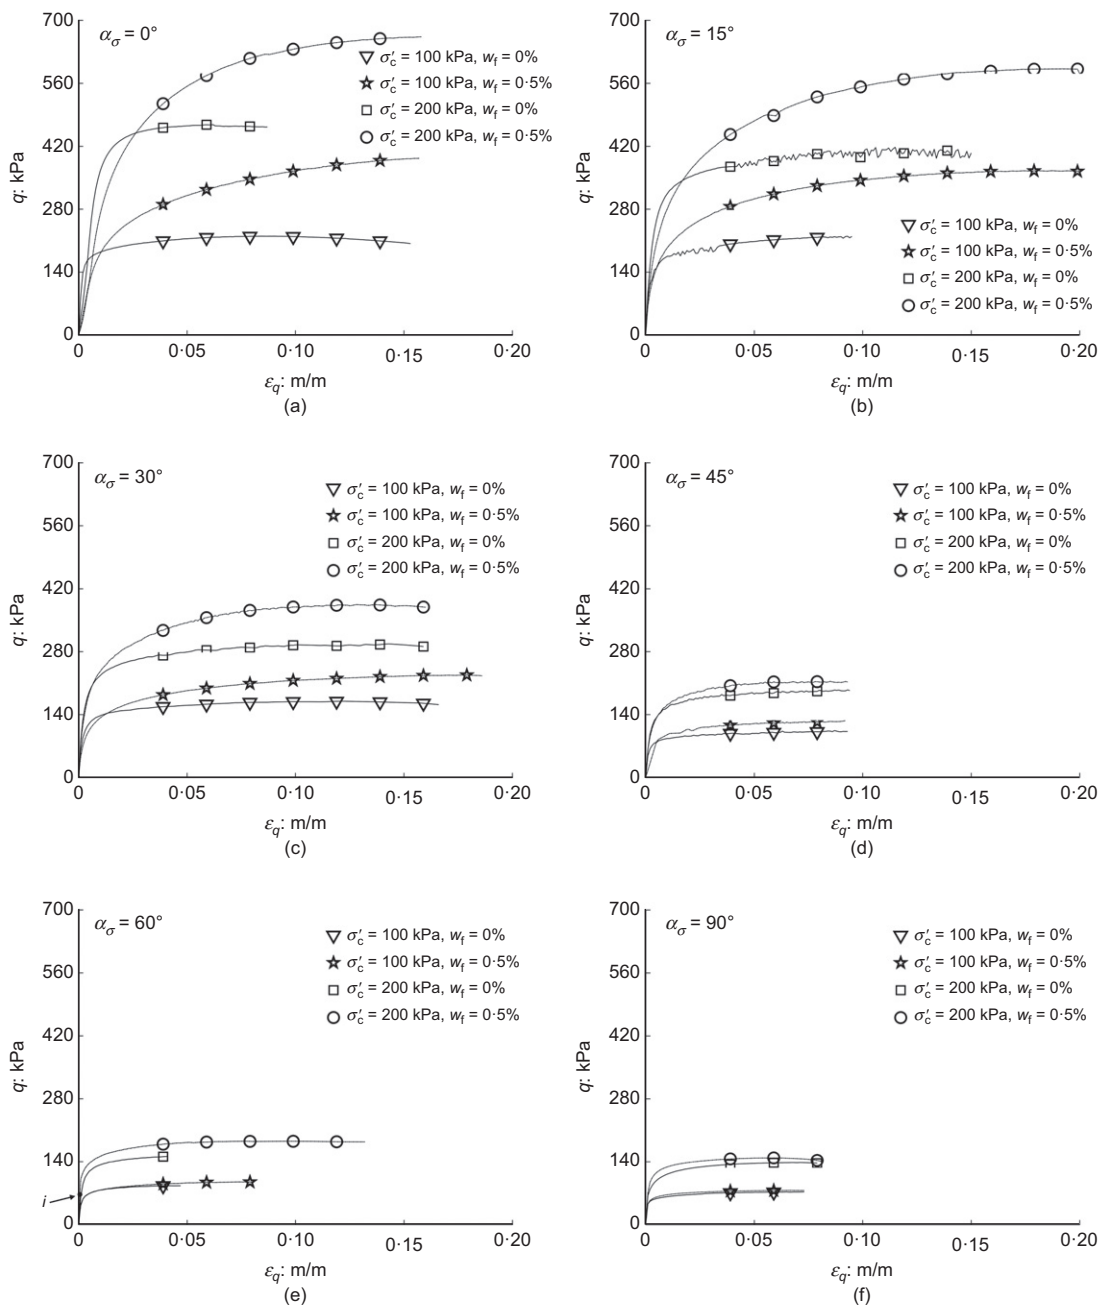 α_σ = 0°
σ′_c = 100 kPa, w_f = 0%
σ′_c = 100 kPa, w_f = 0·5%
σ′_c = 200 kPa, w_f = 0%
σ′_c = 200 kPa, w_f = 0·5%
700
560
420
280
140
0
q: kPa
0
0·05
0·10
0·15
0·20
ε_q: m/m
(a)
α_σ = 15°
σ′_c = 100 kPa, w_f = 0%
σ′_c = 100 kPa, w_f = 0·5%
σ′_c = 200 kPa, w_f = 0%
σ′_c = 200 kPa, w_f = 0·5%
700
560
420
280
140
0
q: kPa
0
0·05
0·10
0·15
0·20
ε_q: m/m
(b)
α_σ = 30°
σ′_c = 100 kPa, w_f = 0%
σ′_c = 100 kPa, w_f = 0·5%
σ′_c = 200 kPa, w_f = 0%
σ′_c = 200 kPa, w_f = 0·5%
700
560
420
280
140
0
q: kPa
0
0·05
0·10
0·15
0·20
ε_q: m/m
(c)
α_σ = 45°
σ′_c = 100 kPa, w_f = 0%
σ′_c = 100 kPa, w_f = 0·5%
σ′_c = 200 kPa, w_f = 0%
σ′_c = 200 kPa, w_f = 0·5%
700
560
420
280
140
0
q: kPa
0
0·05
0·10
0·15
0·20
ε_q: m/m
(d)
α_σ = 60°
σ′_c = 100 kPa, w_f = 0%
σ′_c = 100 kPa, w_f = 0·5%
σ′_c = 200 kPa, w_f = 0%
σ′_c = 200 kPa, w_f = 0·5%
700
560
420
280
140
i
0
q: kPa
0
0·05
0·10
0·15
0·20
ε_q: m/m
(e)
α_σ = 90°
σ′_c = 100 kPa, w_f = 0%
σ′_c = 100 kPa, w_f = 0·5%
σ′_c = 200 kPa, w_f = 0%
σ′_c = 200 kPa, w_f = 0·5%
700
560
420
280
140
0
q: kPa
0
0·05
0·10
0·15
0·20
ε_q: m/m
(f)